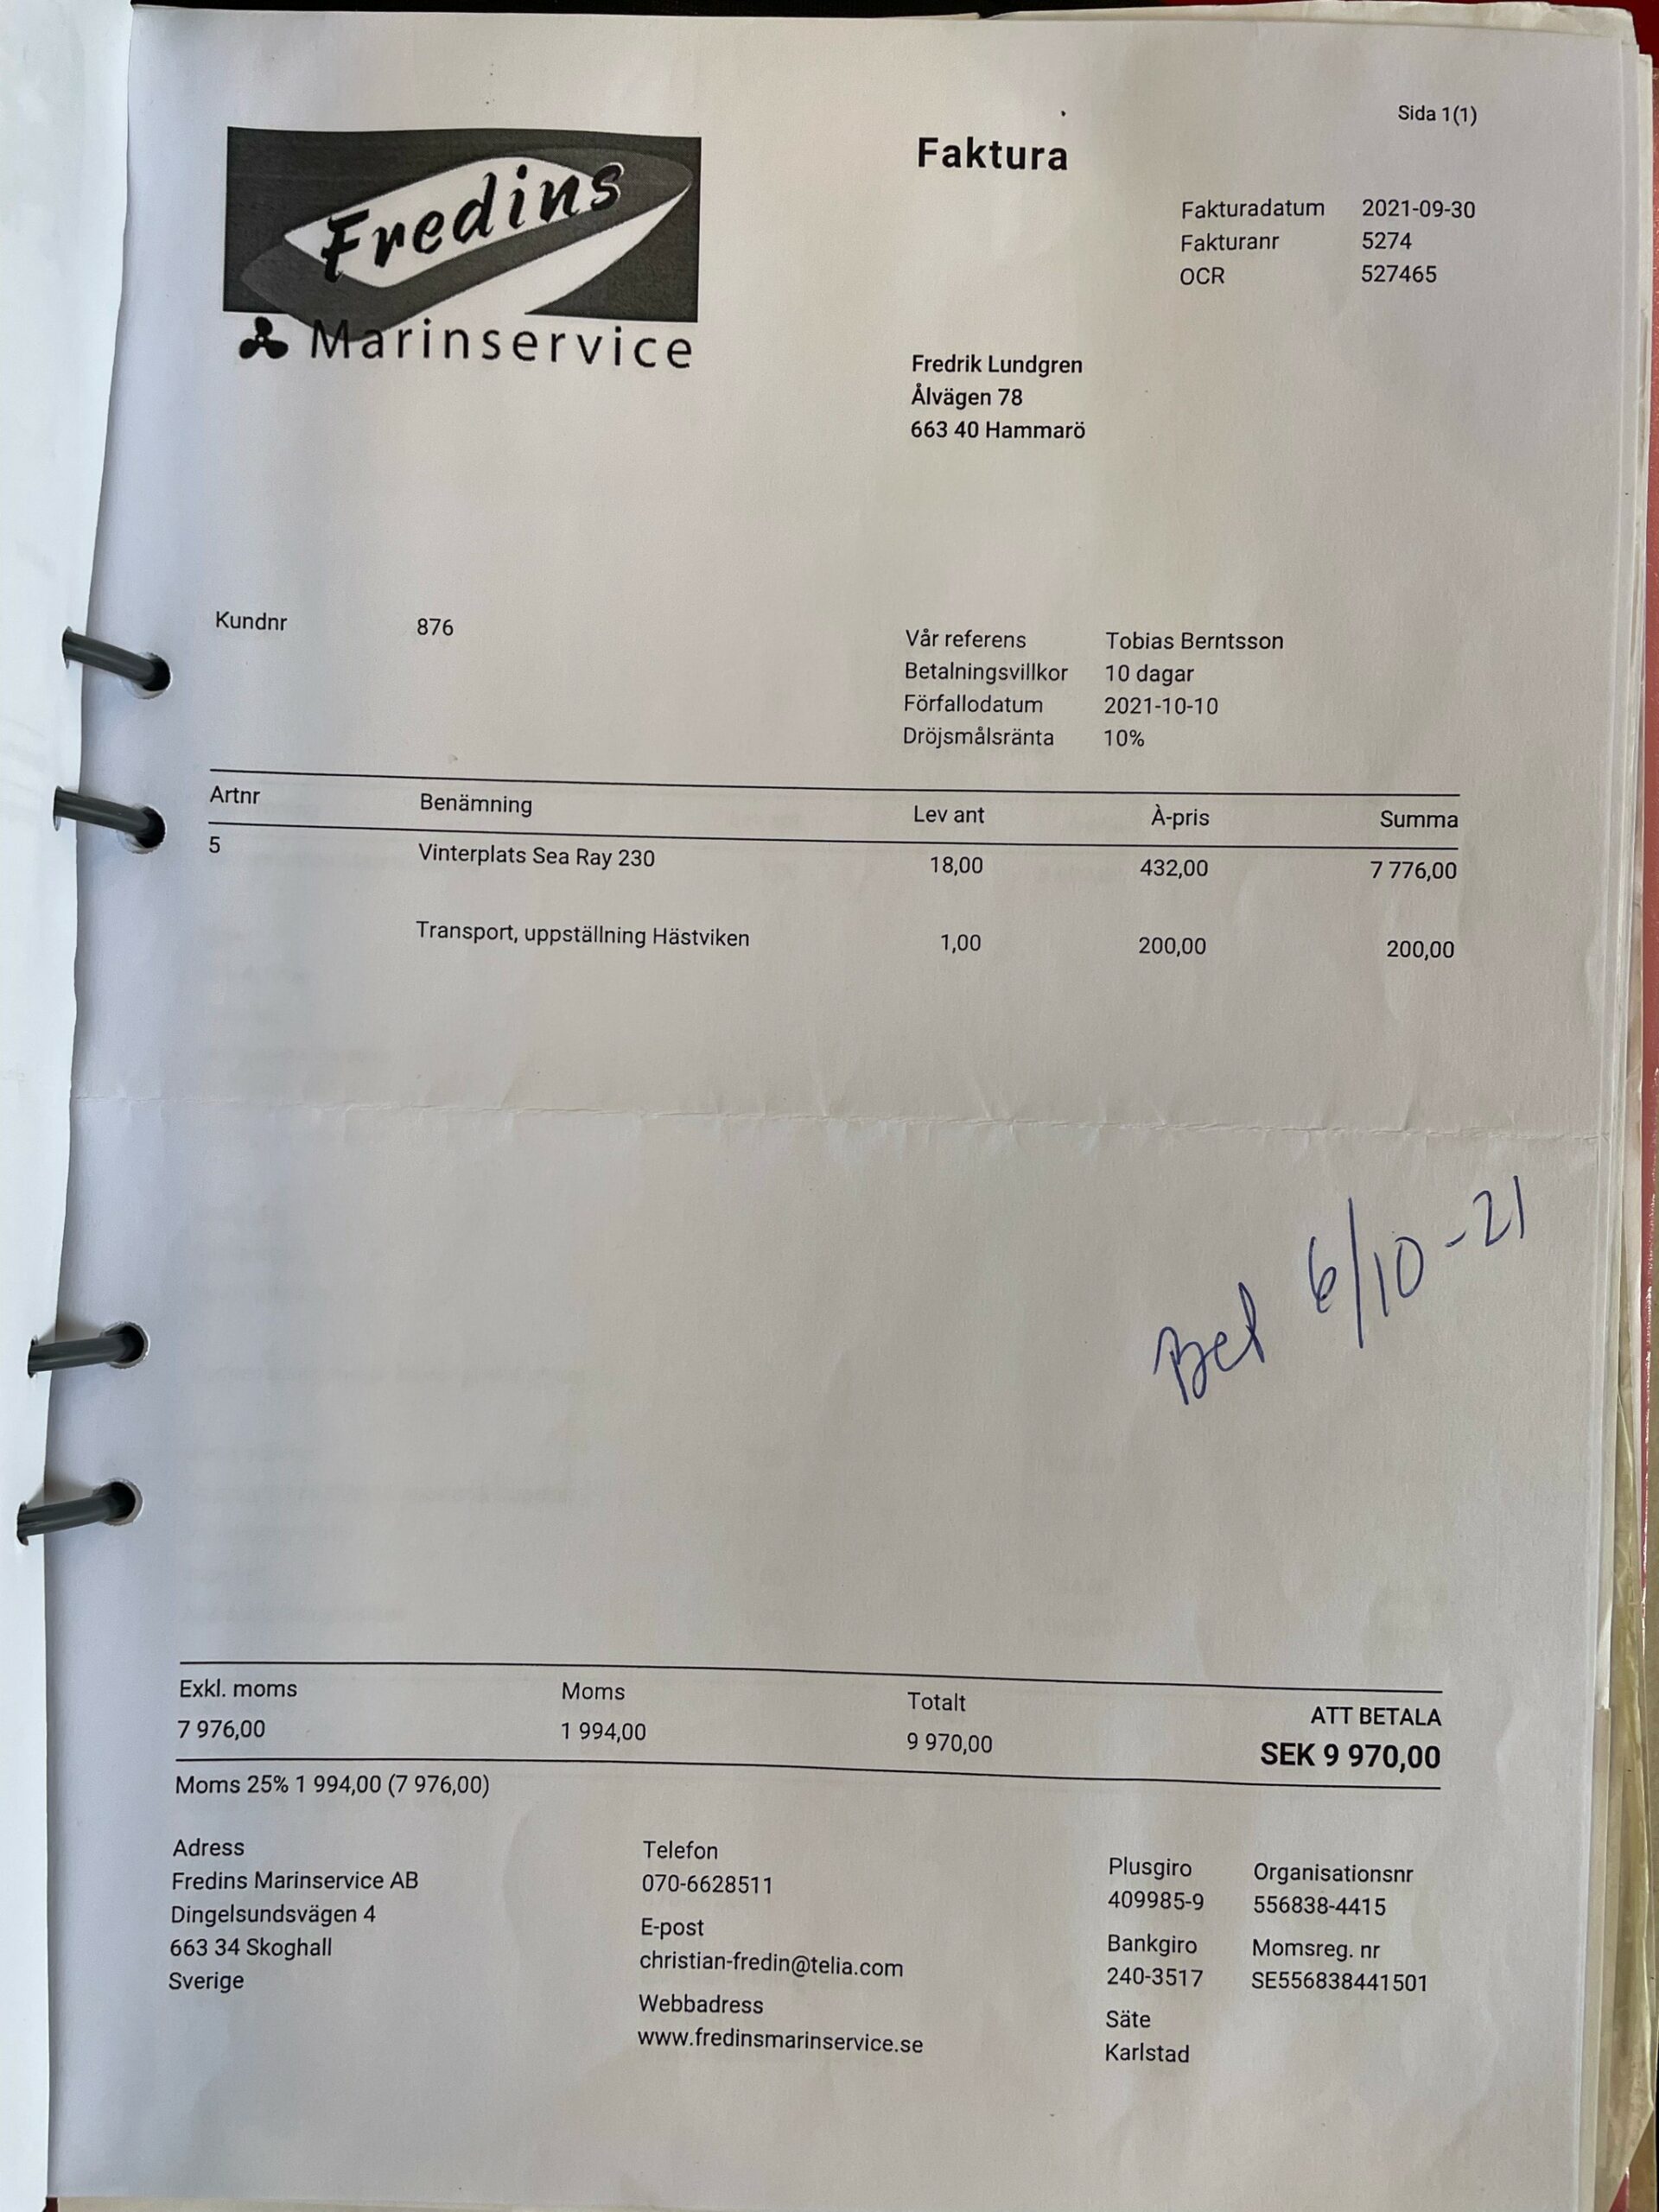 Sida 1(1)
Fredins
Marinservice
Faktura
Fakturadatum 2021-09-30
Fakturanr 5274
OCR 527465
Fredrik Lundgren
Ålvägen 78
663 40 Hammarö
Kundnr 876
Vår referens Tobias Berntsson
Betalningsvillkor 10 dagar
Förfallodatum 2021-10-10
Dröjsmålsränta 10%
Artnr Benämning Lev ant À-pris Summa
5 Vinterplats Sea Ray 230 18,00 432,00 7 776,00
Transport, uppställning Hästviken 1,00 200,00 200,00
Bet 6/10-21
Exkl. moms Moms Totalt ATT BETALA
7 976,00 1 994,00 9 970,00 SEK 9 970,00
Moms 25% 1 994,00 (7 976,00)
Adress
Fredins Marinservice AB
Dingelsundsvägen 4
663 34 Skoghall
Sverige
Telefon
070-6628511
E-post
christian-fredin@telia.com
Webbadress
www.fredinsmarinservice.se
Plusgiro
409985-9
Bankgiro
240-3517
Säte
Karlstad
Organisationsnr
556838-4415
Momsreg. nr
SE556838441501